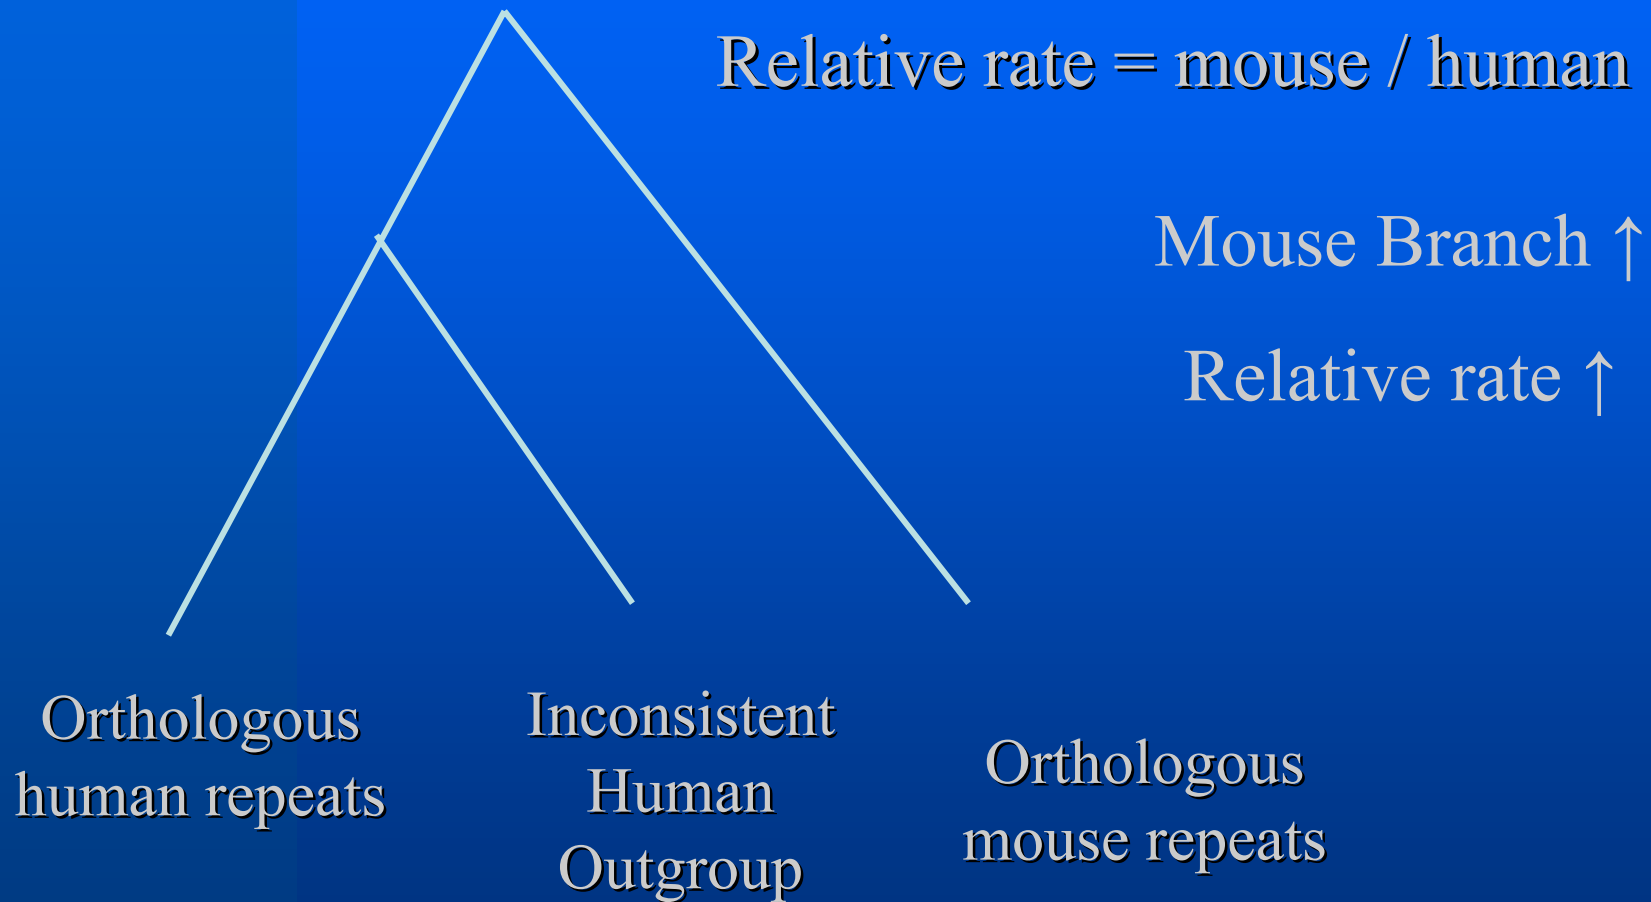 Relative rate = mouse / human
Mouse Branch ↑
Relative rate ↑
Orthologous
human repeats
Inconsistent
Human
Outgroup
Orthologous
mouse repeats